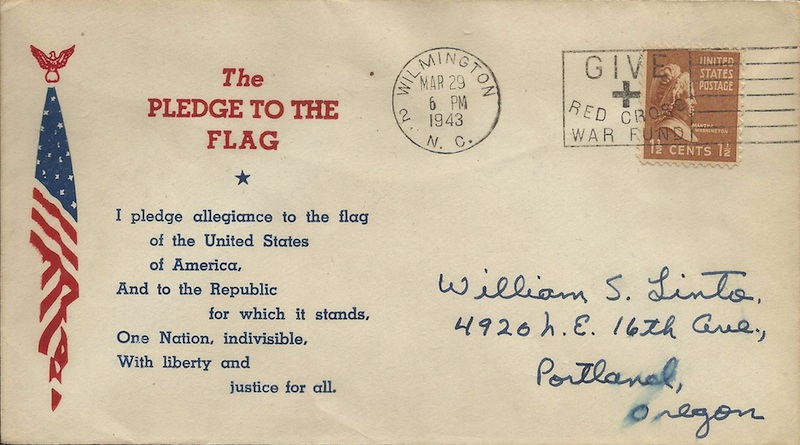 The
PLEDGE TO THE
FLAG
I pledge allegiance to the flag
of the United States
of America,
And to the Republic
for which it stands,
One Nation, indivisible,
With liberty and
justice for all.
WILMINGTON
MAR 29
6 PM
1943
2
N. C.
GIVE
RED CROSS
WAR FUND
UNITED
STATES
POSTAGE
MARTHA
WASHINGTON
1½ CENTS 1½
William S. Linto,
4920 N.E. 16th Ave.,
Portland,
Oregon